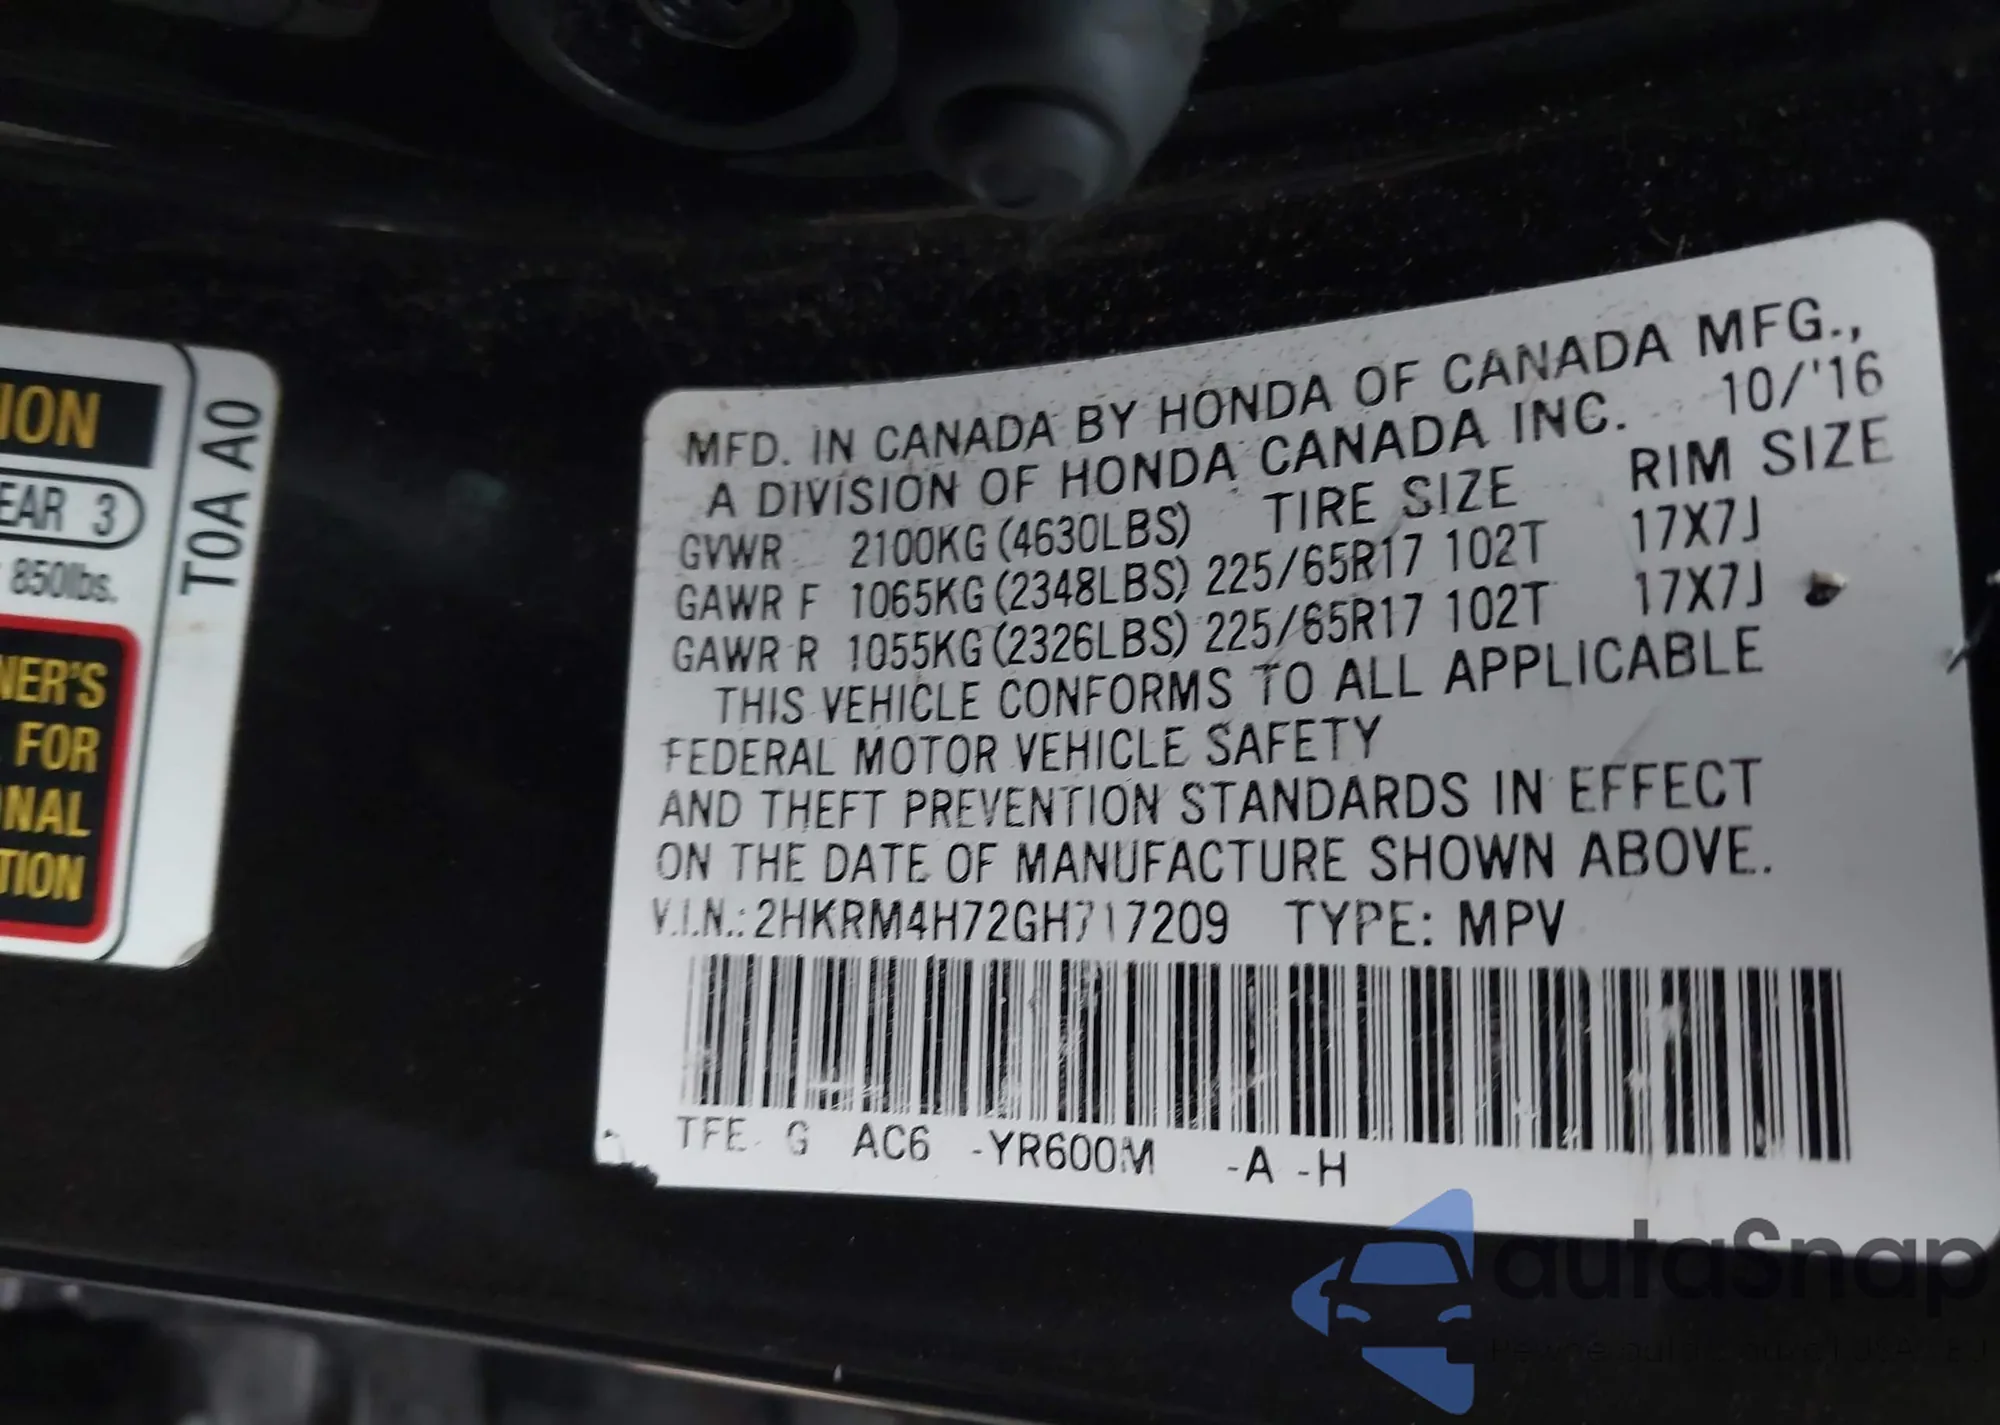 ION
EAR 3
850lbs.
NER'S
FOR
NAL
TION
T0A A0
MFD. IN CANADA BY HONDA OF CANADA MFG.,
A DIVISION OF HONDA CANADA INC. 10/'16
GVWR 2100KG (4630LBS) TIRE SIZE RIM SIZE
GAWR F 1065KG (2348LBS) 225/65R17 102T 17X7J
GAWR R 1055KG (2326LBS) 225/65R17 102T 17X7J
THIS VEHICLE CONFORMS TO ALL APPLICABLE
FEDERAL MOTOR VEHICLE SAFETY
AND THEFT PREVENTION STANDARDS IN EFFECT
ON THE DATE OF MANUFACTURE SHOWN ABOVE.
V.I.N.: 2HKRM4H72GH717209 TYPE: MPV
TFE G AC6 -YR600M -A -H
autaSnap